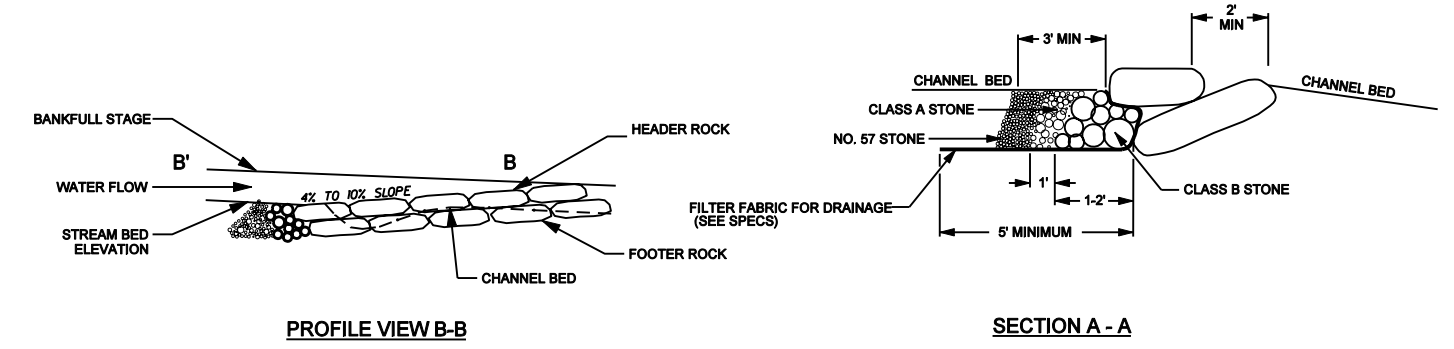 BANKFULL STAGE
B'
B
HEADER ROCK
WATER FLOW
4% TO 10% SLOPE
STREAM BED
ELEVATION
FOOTER ROCK
CHANNEL BED
PROFILE VIEW B-B
2'
MIN
3' MIN
CHANNEL BED
CHANNEL BED
CLASS A STONE
NO. 57 STONE
CLASS B STONE
1'
1-2'
FILTER FABRIC FOR DRAINAGE
(SEE SPECS)
5' MINIMUM
SECTION A - A